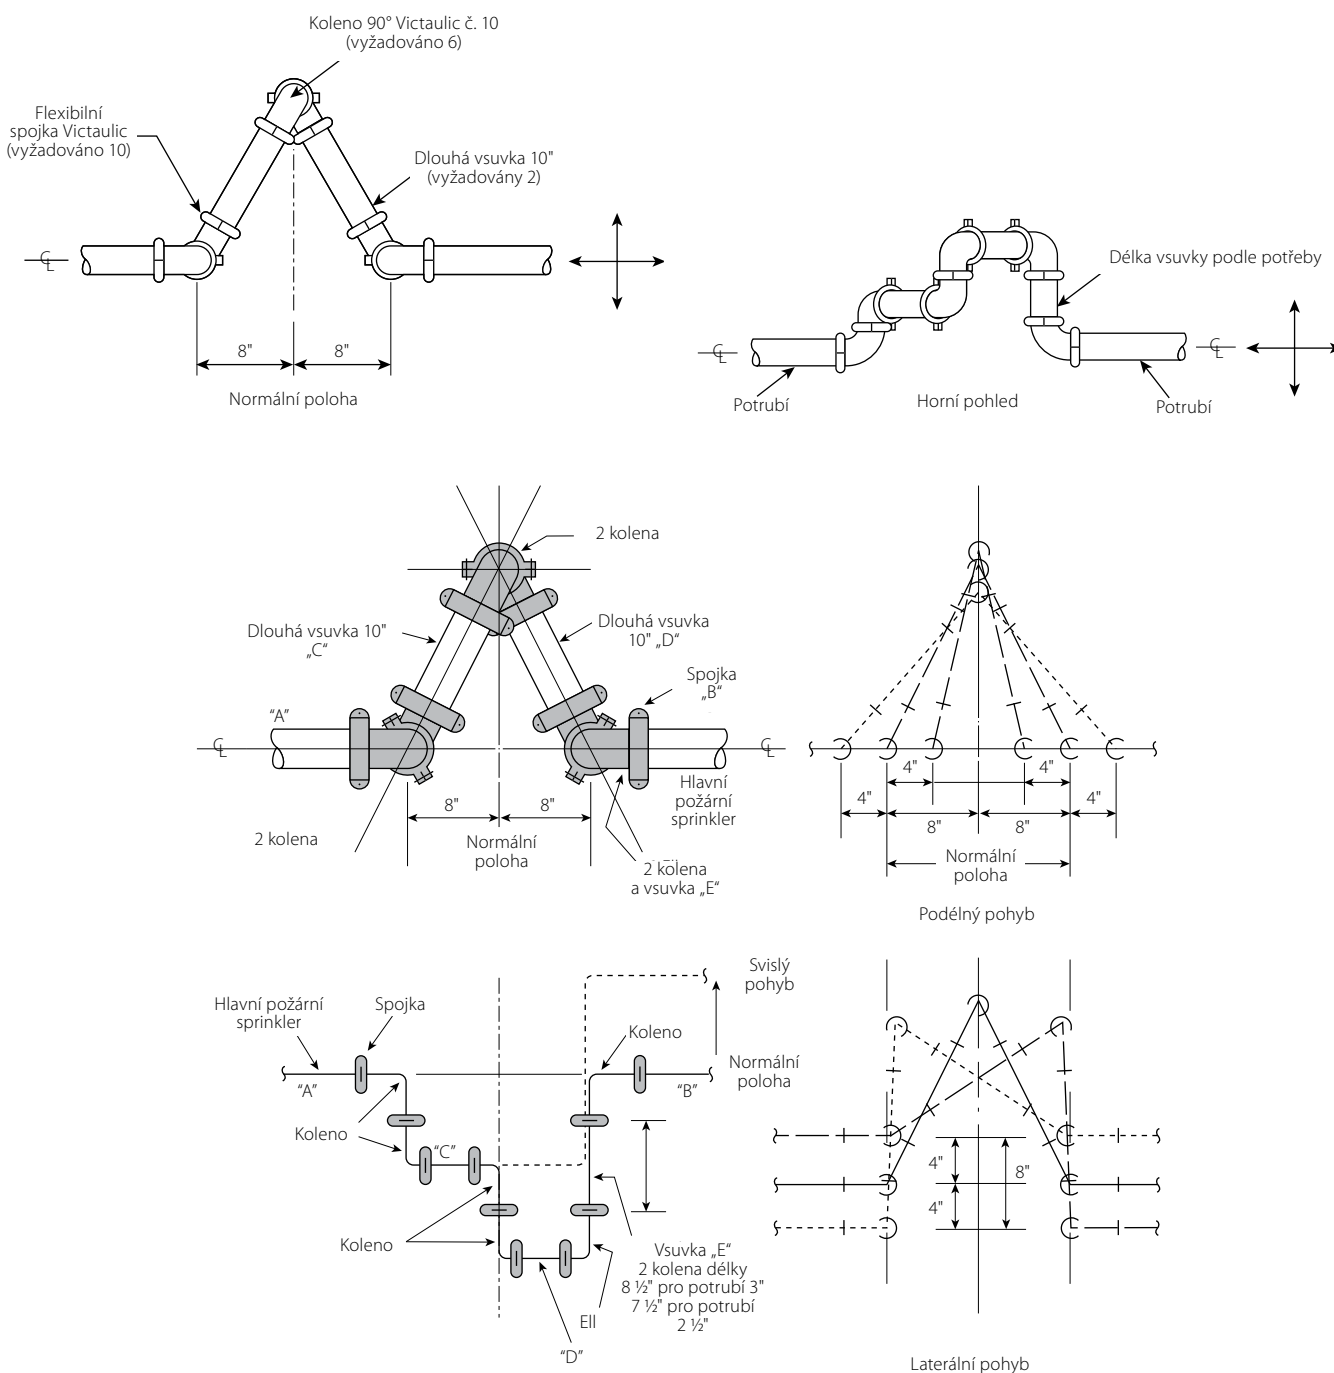 Koleno 90° Victaulic č. 10
(vyžadováno 6)
Flexibilní
spojka Victaulic
(vyžadováno 10)
Dlouhá vsuvka 10"
(vyžadovány 2)
℄
8"
8"
Normální poloha
Délka vsuvky podle potřeby
℄
℄
Potrubí
Horní pohled
Potrubí
2 kolena
Dlouhá vsuvka 10"
„C“
Dlouhá vsuvka
10" „D“
Spojka
„B“
“A”
℄
℄
Hlavní
požární
sprinkler
8"
8"
2 kolena
Normální
poloha
2 kolena
a vsuvka „E“
4"
4"
4"
4"
8"
8"
Normální
poloha
Podélný pohyb
Svislý
pohyb
Hlavní požární
sprinkler
Spojka
Koleno
Normální
poloha
“A”
“B”
Koleno
“C”
Koleno
Vsuvka „E“
2 kolena délky
8 ½" pro potrubí 3"
7 ½" pro potrubí
2 ½"
Ell
“D”
4"
8"
4"
Laterální pohyb